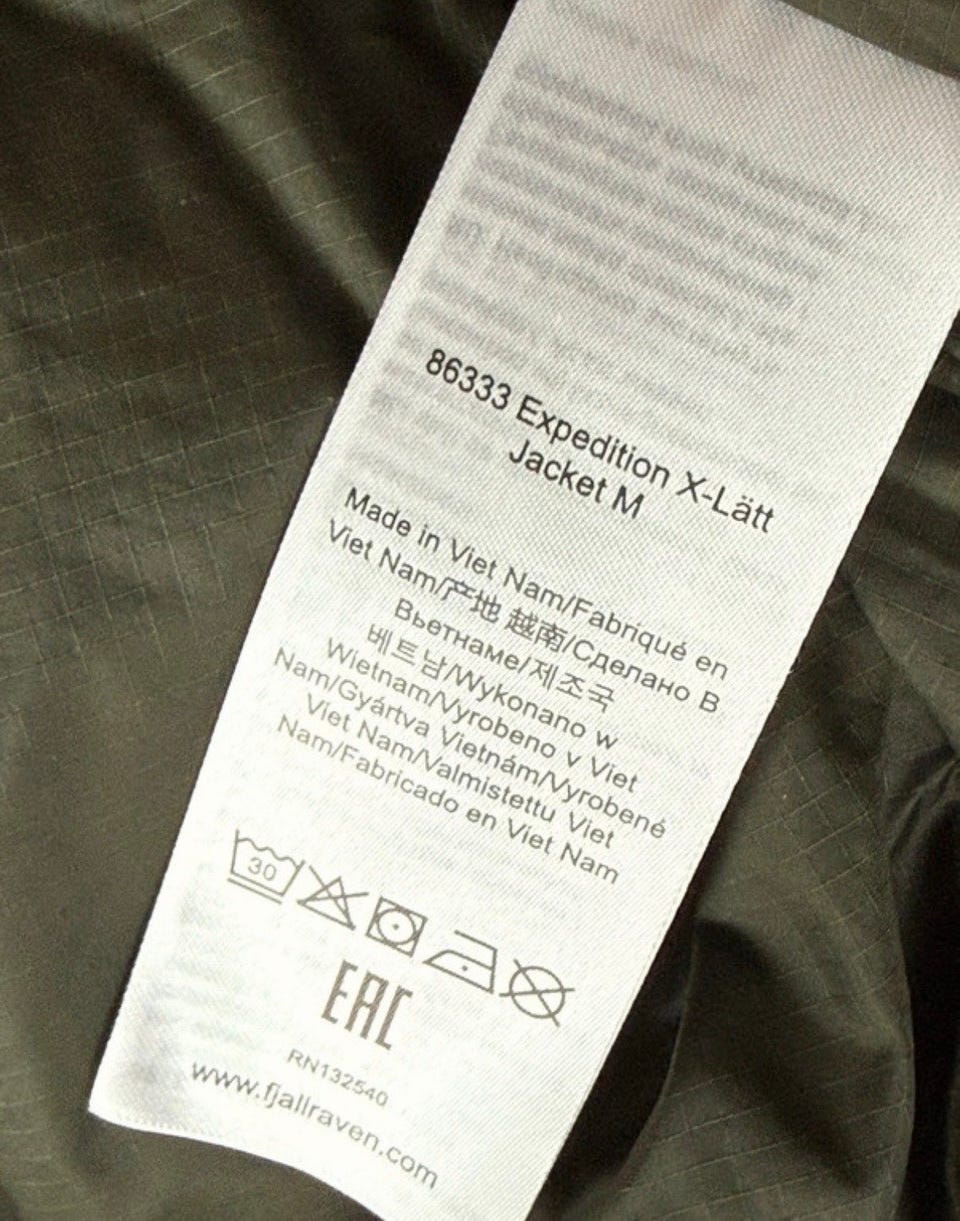 86333 Expedition X-Lätt
Jacket M
Made in Viet Nam/Fabriqué en
Viet Nam/产地 越南/Сделано В
Вьетнаме/제조국
베트남/Wykonano w
Wietnam/Vyrobeno v Viet
Nam/Gyártva Vietnám/Vyrobené
Viet Nam/Valmistettu Viet
Nam/Fabricado en Viet Nam
30
EAC
RN132540
www.fjallraven.com